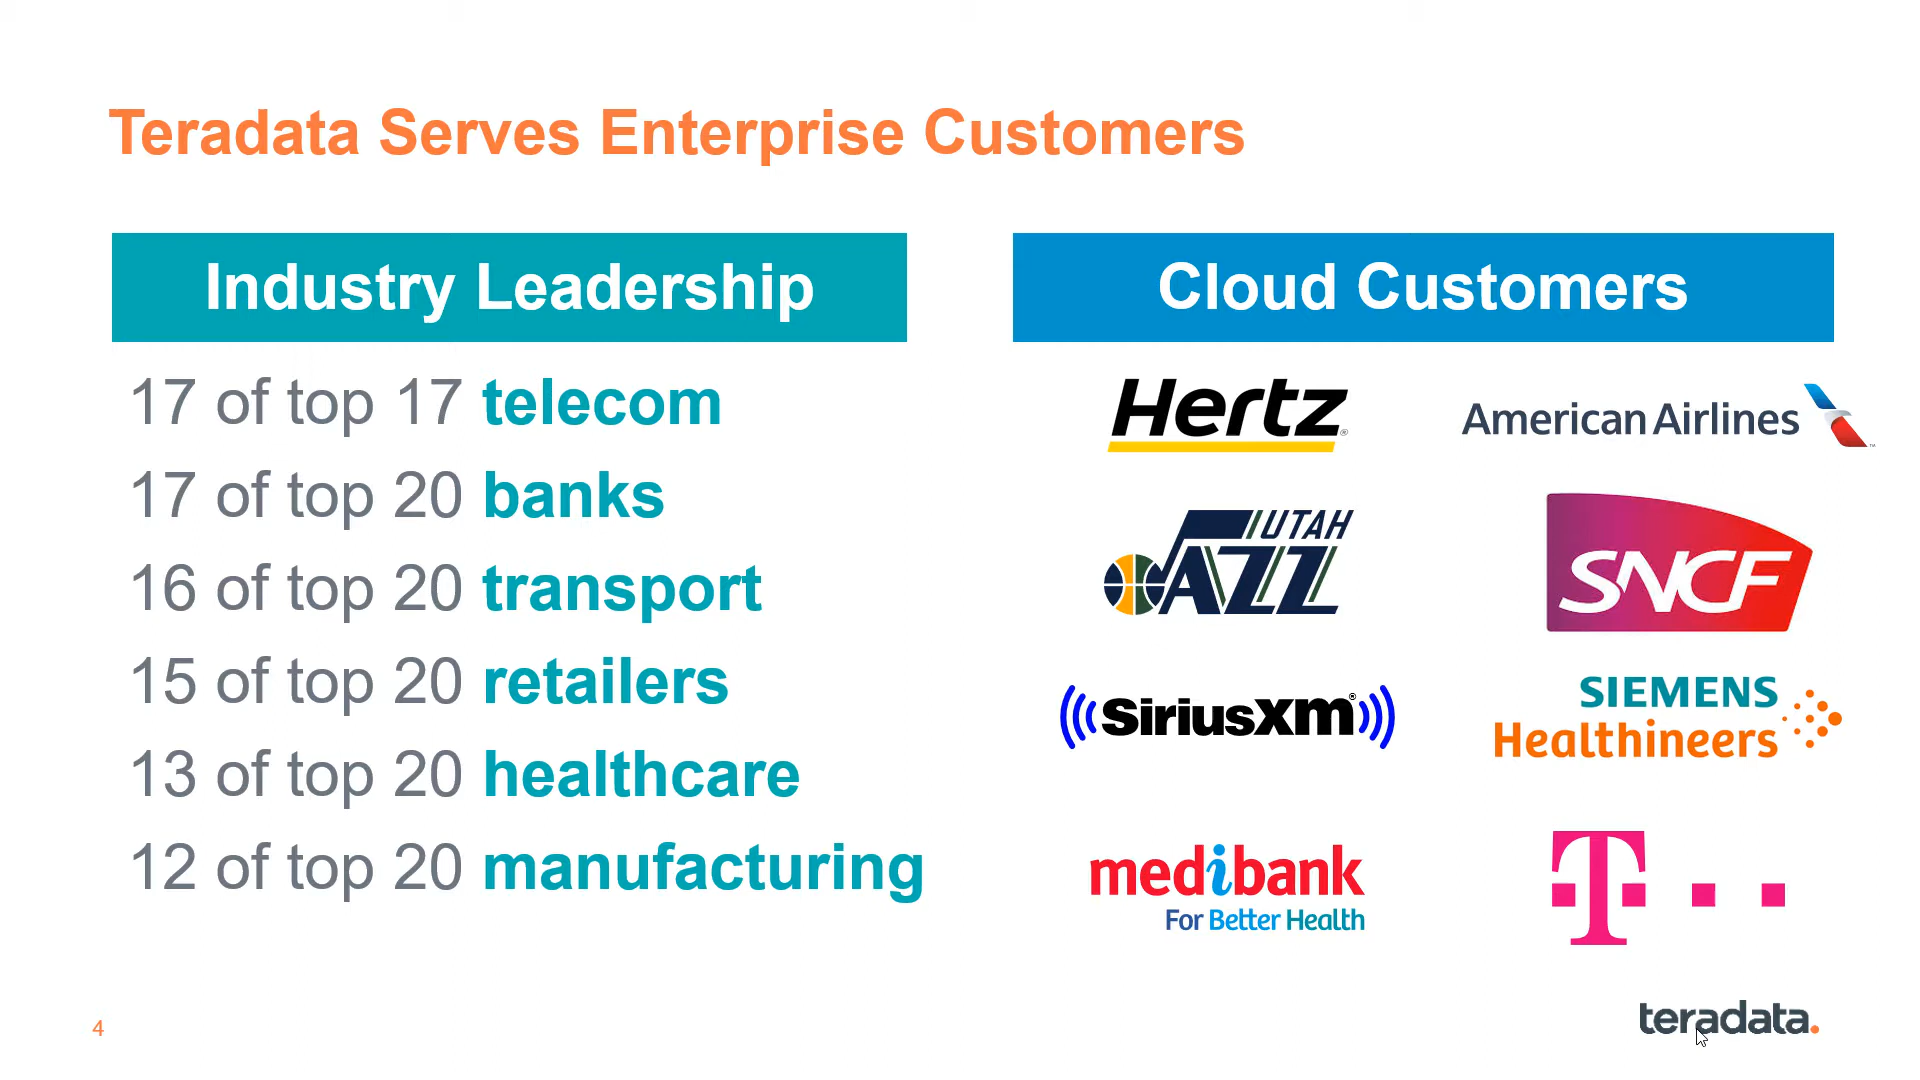 Teradata Serves Enterprise Customers
Industry Leadership
17 of top 17 telecom
17 of top 20 banks
16 of top 20 transport
15 of top 20 retailers
13 of top 20 healthcare
12 of top 20 manufacturing
Cloud Customers
Hertz®
American Airlines™
UTAH
JAZZ
SNCF
SiriusXM®
SIEMENS
Healthineers
medibank
For Better Health
T
4
teradata.